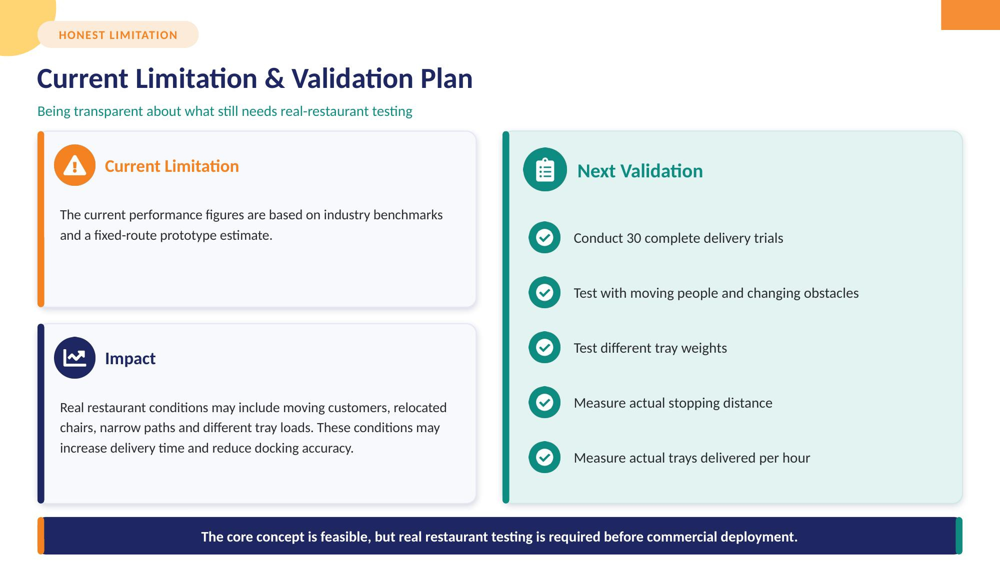 HONEST LIMITATION
Current Limitation & Validation Plan
Being transparent about what still needs real-restaurant testing
Current Limitation
The current performance figures are based on industry benchmarks
and a fixed-route prototype estimate.
Impact
Real restaurant conditions may include moving customers, relocated
chairs, narrow paths and different tray loads. These conditions may
increase delivery time and reduce docking accuracy.
Next Validation
Conduct 30 complete delivery trials
Test with moving people and changing obstacles
Test different tray weights
Measure actual stopping distance
Measure actual trays delivered per hour
The core concept is feasible, but real restaurant testing is required before commercial deployment.